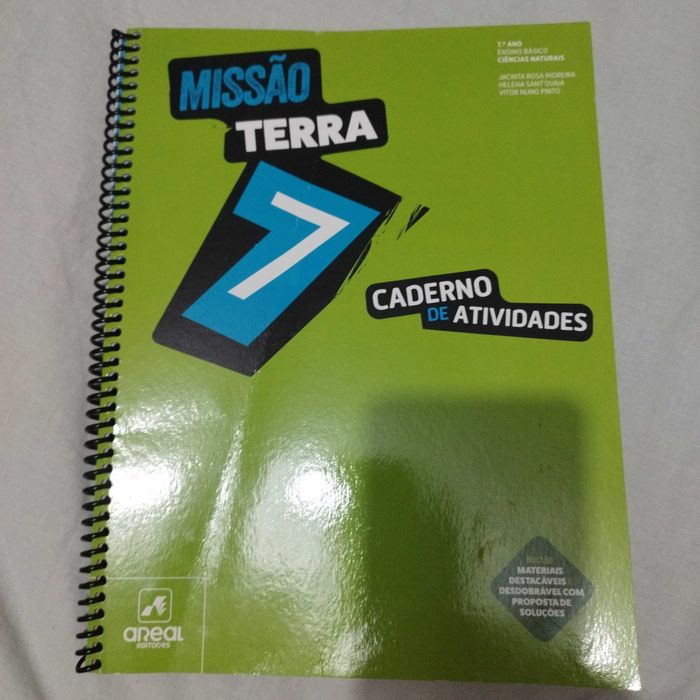 7.º ANO
ENSINO BÁSICO
CIÊNCIAS NATURAIS
JACINTA ROSA MOREIRA
HELENA SANT'OVAIA
VITOR NUNO PINTO
MISSÃO
TERRA
7
CADERNO
DE ATIVIDADES
INCLUI
MATERIAIS
DESTACÁVEIS E
DESDOBRÁVEL COM
PROPOSTA DE
SOLUÇÕES
areal
EDITORES